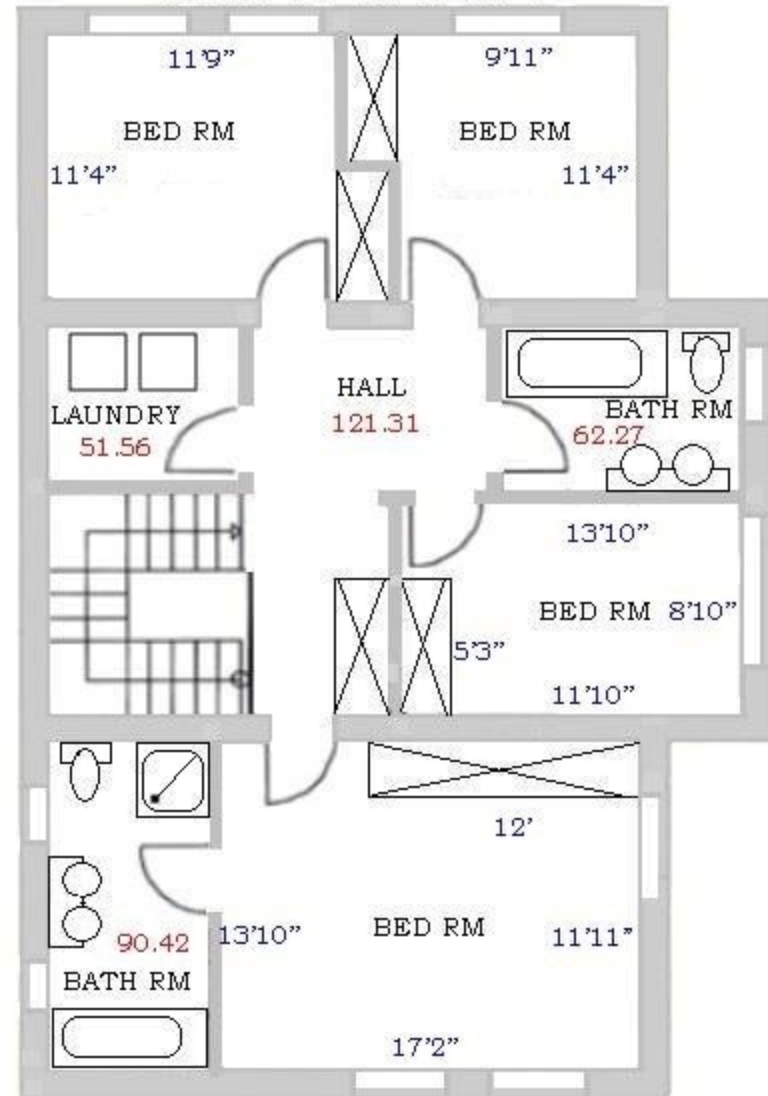 11'9"
9'11"
BED RM
BED RM
11'4"
11'4"
HALL
121.31
LAUNDRY
51.56
BATH RM
62.27
13'10"
BED RM 8'10"
5'3"
11'10"
12'
BED RM
13'10"
11'11"
90.42
BATH RM
17'2"